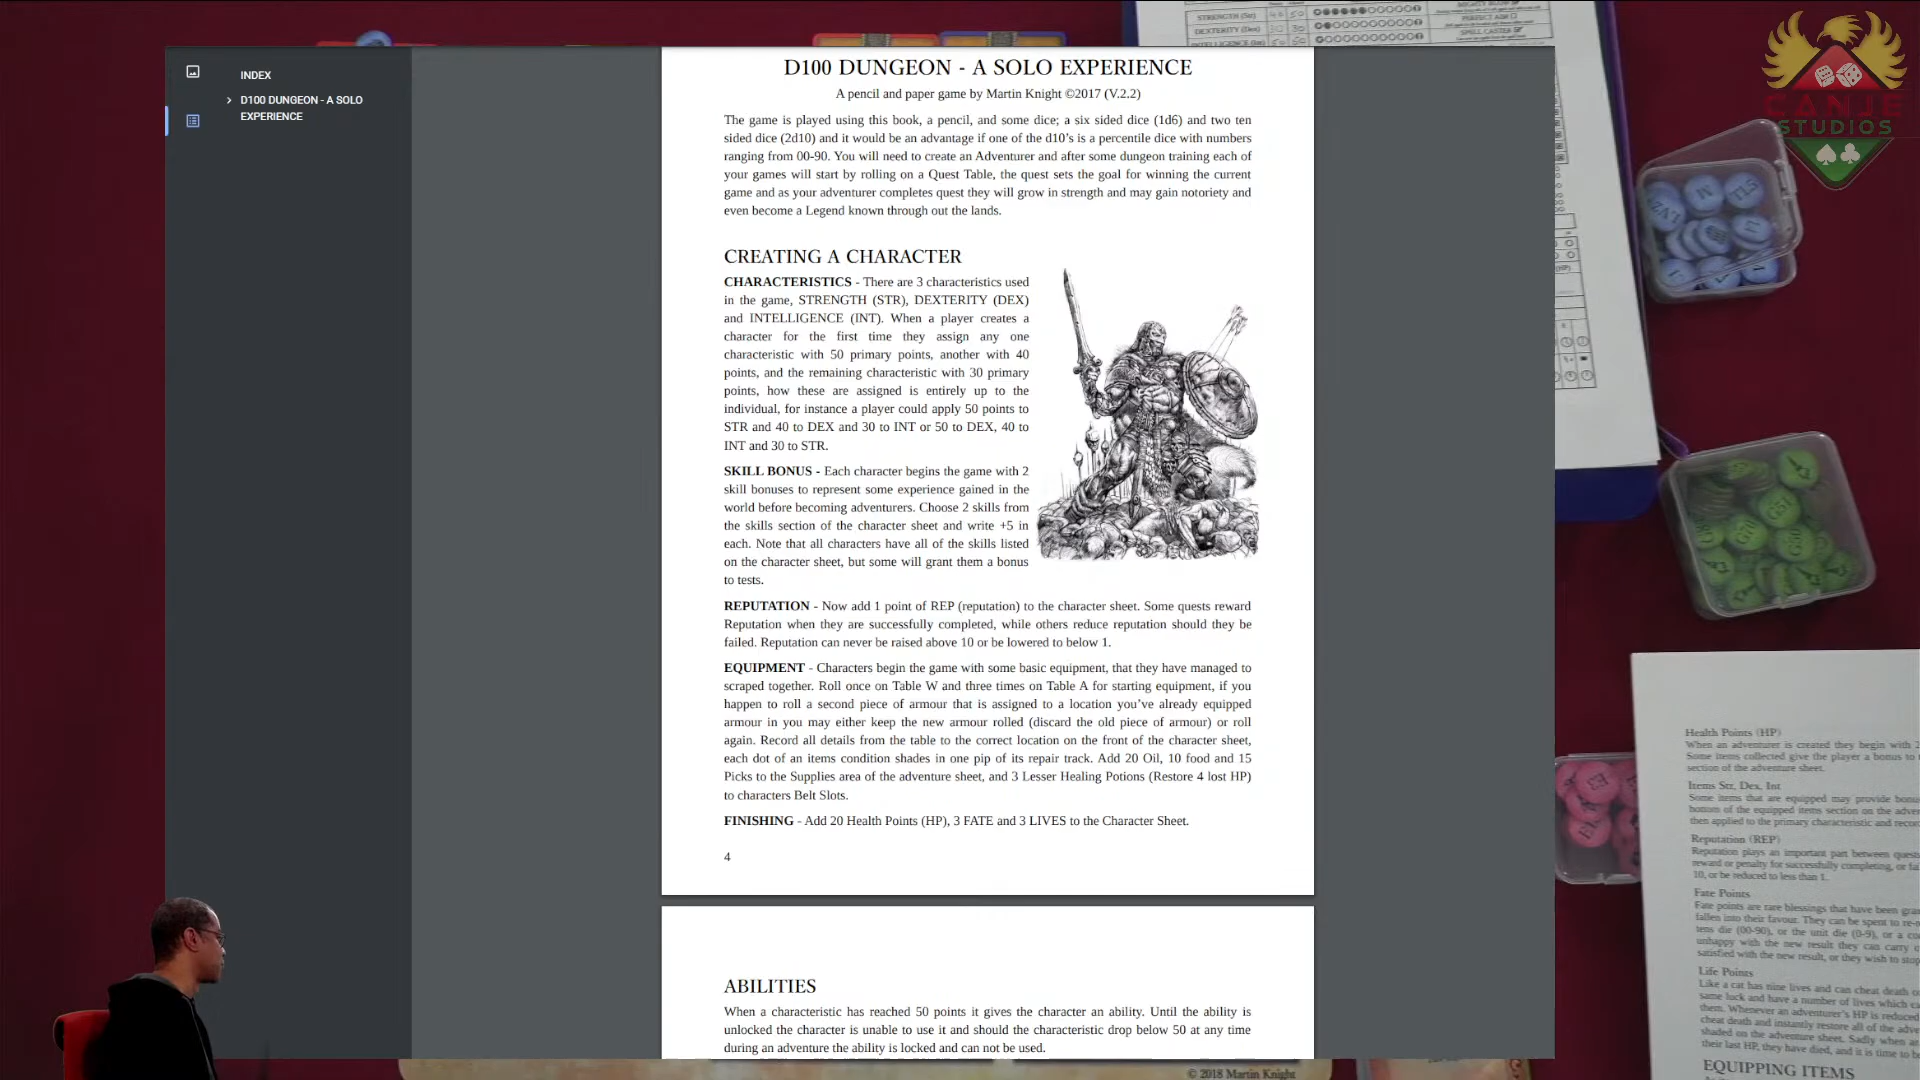 STRENGTH (Str)
DEXTERITY (Dex)
INTELLIGENCE (Int)
CANJE
STUDIOS
INDEX
D100 DUNGEON - A SOLO
EXPERIENCE
D100 DUNGEON - A SOLO EXPERIENCE
A pencil and paper game by Martin Knight ©2017 (V.2.2)
The game is played using this book, a pencil, and some dice; a six sided dice (1d6) and two ten
sided dice (2d10) and it would be an advantage if one of the d10’s is a percentile dice with numbers
ranging from 00-90. You will need to create an Adventurer and after some dungeon training each of
your games will start by rolling on a Quest Table, the quest sets the goal for winning the current
game and as your adventurer completes quest they will grow in strength and may gain notoriety and
even become a Legend known through out the lands.
CREATING A CHARACTER
CHARACTERISTICS - There are 3 characteristics used
in the game, STRENGTH (STR), DEXTERITY (DEX)
and INTELLIGENCE (INT). When a player creates a
character for the first time they assign any one
characteristic with 50 primary points, another with 40
points, and the remaining characteristic with 30 primary
points, how these are assigned is entirely up to the
individual, for instance a player could apply 50 points to
STR and 40 to DEX and 30 to INT or 50 to DEX, 40 to
INT and 30 to STR.
SKILL BONUS - Each character begins the game with 2
skill bonuses to represent some experience gained in the
world before becoming adventurers. Choose 2 skills from
the skills section of the character sheet and write +5 in
each. Note that all characters have all of the skills listed
on the character sheet, but some will grant them a bonus
to tests.
REPUTATION - Now add 1 point of REP (reputation) to the character sheet. Some quests reward
Reputation when they are successfully completed, while others reduce reputation should they be
failed. Reputation can never be raised above 10 or be lowered to below 1.
EQUIPMENT - Characters begin the game with some basic equipment, that they have managed to
scraped together. Roll once on Table W and three times on Table A for starting equipment, if you
happen to roll a second piece of armour that is assigned to a location you’ve already equipped
armour in you may either keep the new armour rolled (discard the old piece of armour) or roll
again. Record all details from the table to the correct location on the front of the character sheet,
each dot of an items condition shades in one pip of its repair track. Add 20 Oil, 10 food and 15
Picks to the Supplies area of the adventure sheet, and 3 Lesser Healing Potions (Restore 4 lost HP)
to characters Belt Slots.
FINISHING - Add 20 Health Points (HP), 3 FATE and 3 LIVES to the Character Sheet.
4
ABILITIES
When a characteristic has reached 50 points it gives the character an ability. Until the ability is
unlocked the character is unable to use it and should the characteristic drop below 50 at any time
during an adventure the ability is locked and can not be used.
© 2018 Martin Knight
Health Points (HP)
When an adventurer is created they begin with 2
Some items collected give the player a bonus to
section of the adventure sheet.
Items Str, Dex, Int
Some items that are equipped may provide bonu
bonus of the equipped items section on the adven
then applied to the primary characteristic and recor
Reputation (REP)
Reputation plays an important part between quests
reward or penalty for successfully completing, or fai
10, or be reduced to less than 1.
Fate Points
Fate points are rare blessings that have been gran
fallen into their favour. They can be spent to re-r
tens die (00-90), or the unit die (0-9), or a co
unhappy with the new result they can carry o
satisfied with the new result, or they wish to stop
Life Points
Like a cat has nine lives and can cheat death o
same luck and have a number of lives which ca
them. Whenever an adventurer's HP is reduced
cheat death and instantly restore all of the adve
shaded on the adventure sheet. Sadly when an
their last HP, they have died, and it is time to be
EQUIPPING ITEMS